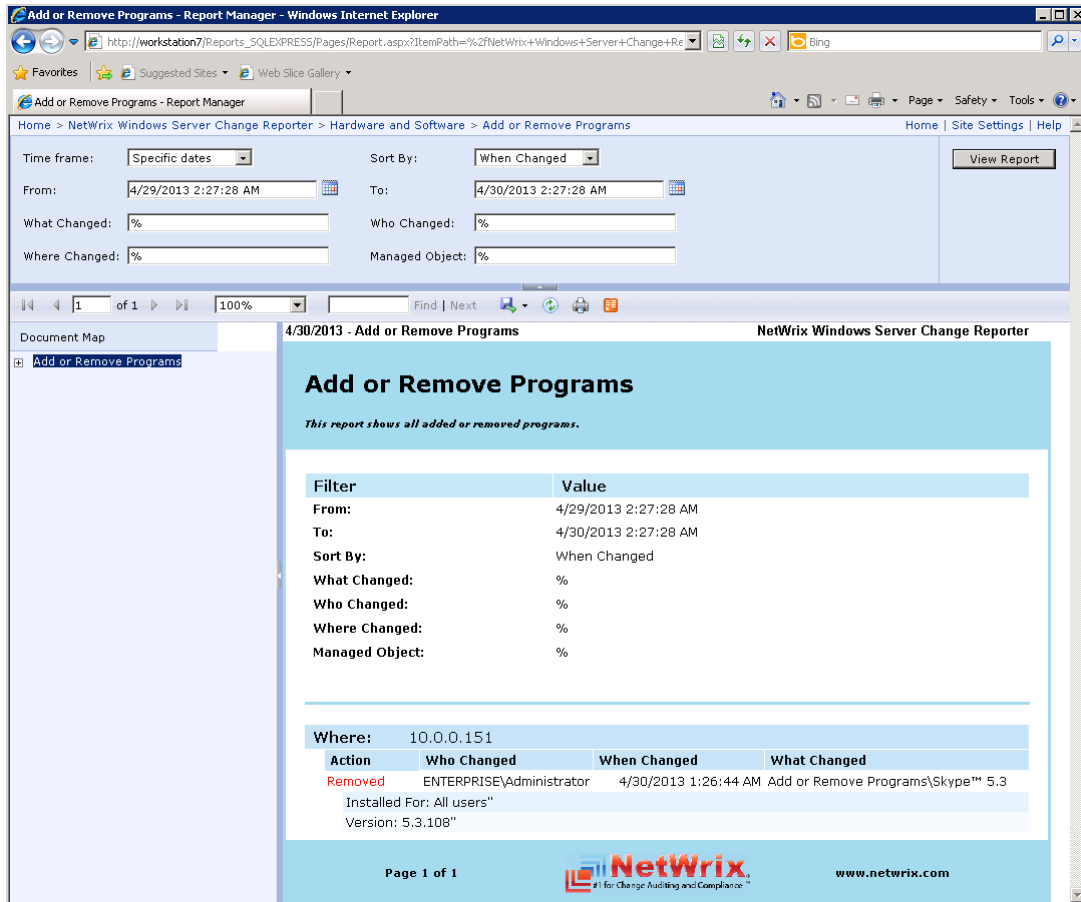 Add or Remove Programs - Report Manager - Windows Internet Explorer
http://workstation7/Reports_SQLEXPRESS/Pages/Report.aspx?ItemPath=%2fNetWrix+Windows+Server+Change+Re
Bing
Favorites Suggested Sites Web Slice Gallery
Add or Remove Programs - Report Manager
Page Safety Tools
Home > NetWrix Windows Server Change Reporter > Hardware and Software > Add or Remove Programs
Home | Site Settings | Help
Time frame: Specific dates Sort By: When Changed View Report
From: 4/29/2013 2:27:28 AM To: 4/30/2013 2:27:28 AM
What Changed: % Who Changed: %
Where Changed: % Managed Object: %
1 of 1 100% Find | Next
Document Map
Add or Remove Programs
4/30/2013 - Add or Remove Programs NetWrix Windows Server Change Reporter
Add or Remove Programs
This report shows all added or removed programs.
Filter Value
From: 4/29/2013 2:27:28 AM
To: 4/30/2013 2:27:28 AM
Sort By: When Changed
What Changed: %
Who Changed: %
Where Changed: %
Managed Object: %
Where: 10.0.0.151
Action Who Changed When Changed What Changed
Removed ENTERPRISE\Administrator 4/30/2013 1:26:44 AM Add or Remove Programs\Skype™ 5.3
Installed For: All users"
Version: 5.3.108"
Page 1 of 1
NetWrix
#1 for Change Auditing and Compliance™
www.netwrix.com